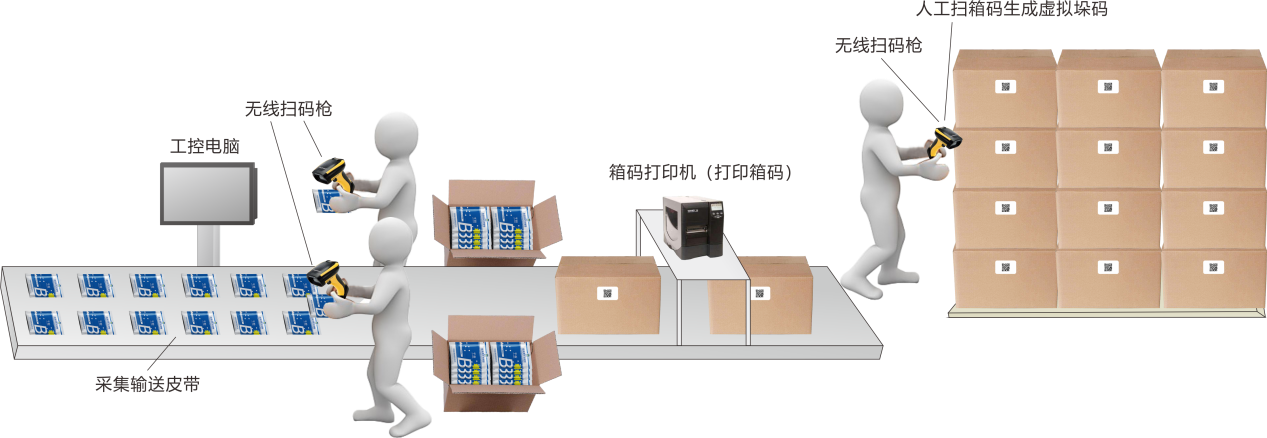 人工扫箱码生成虚拟垛码
无线扫码枪
无线扫码枪
工控电脑
箱码打印机（打印箱码）
采集输送皮带